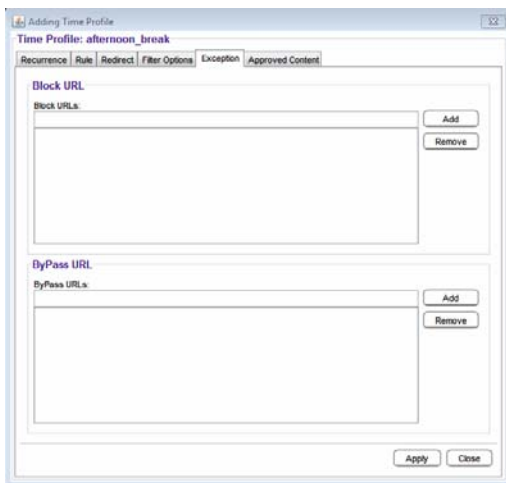 Adding Time Profile
Time Profile: afternoon_break
Recurrence Rule Redirect Filter Options Exception Approved Content
Block URL
Block URLs:
Add
Remove
ByPass URL
ByPass URLs:
Add
Remove
Apply Close